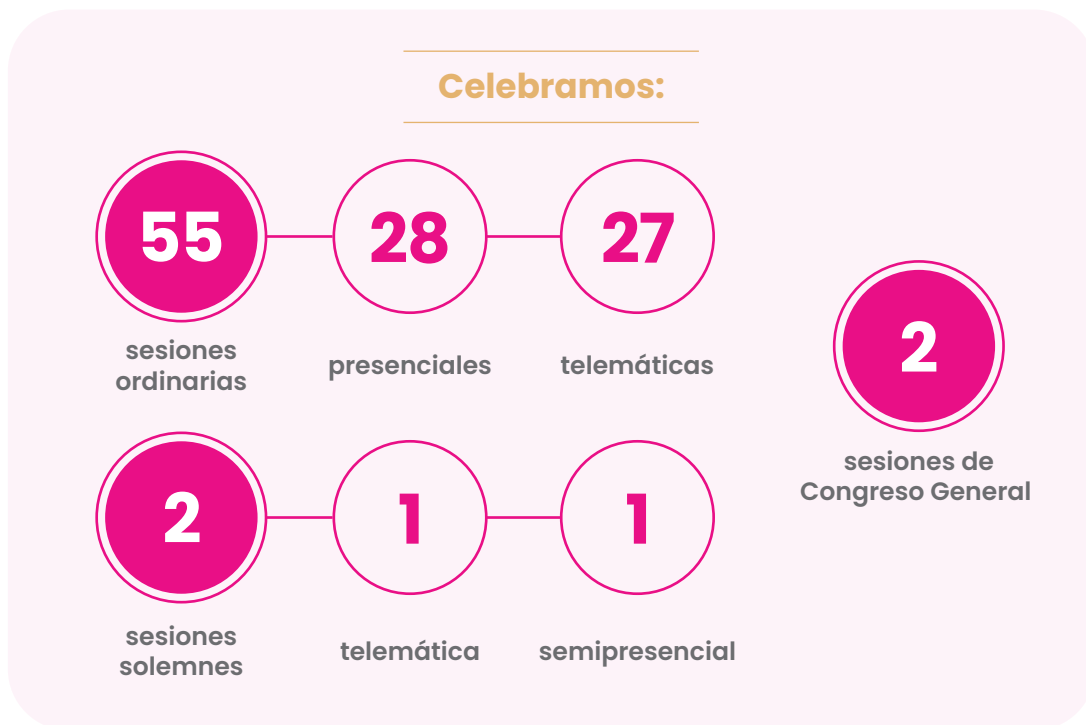 Celebramos:
55
28
27
sesiones
ordinarias
presenciales
telemáticas
2
1
1
sesiones
solemnes
telemática
semipresencial
2
sesiones de
Congreso General